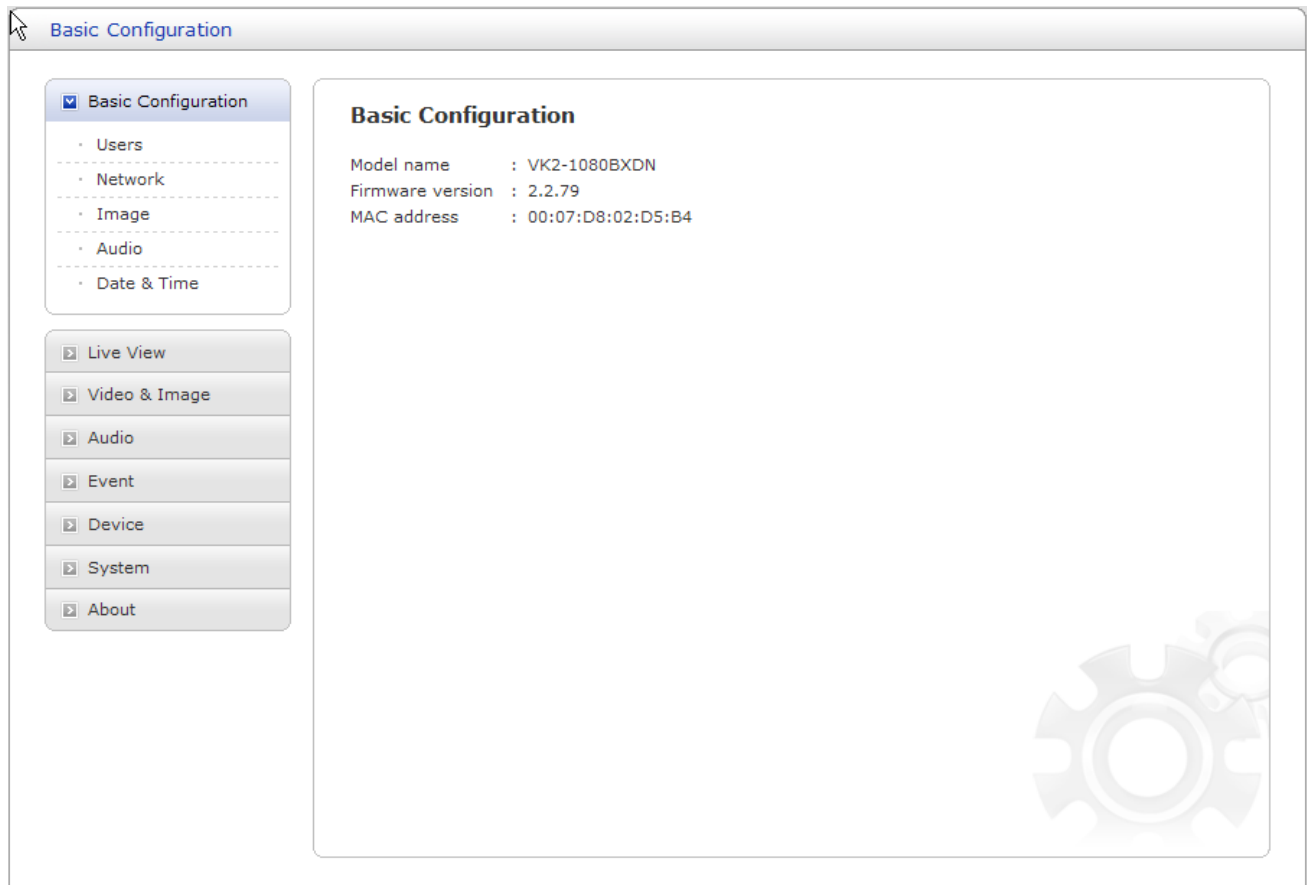 Basic Configuration
Basic Configuration
· Users
· Network
· Image
· Audio
· Date & Time
Live View
Video & Image
Audio
Event
Device
System
About
Basic Configuration
Model name : VK2-1080BXDN
Firmware version : 2.2.79
MAC address : 00:07:D8:02:D5:B4